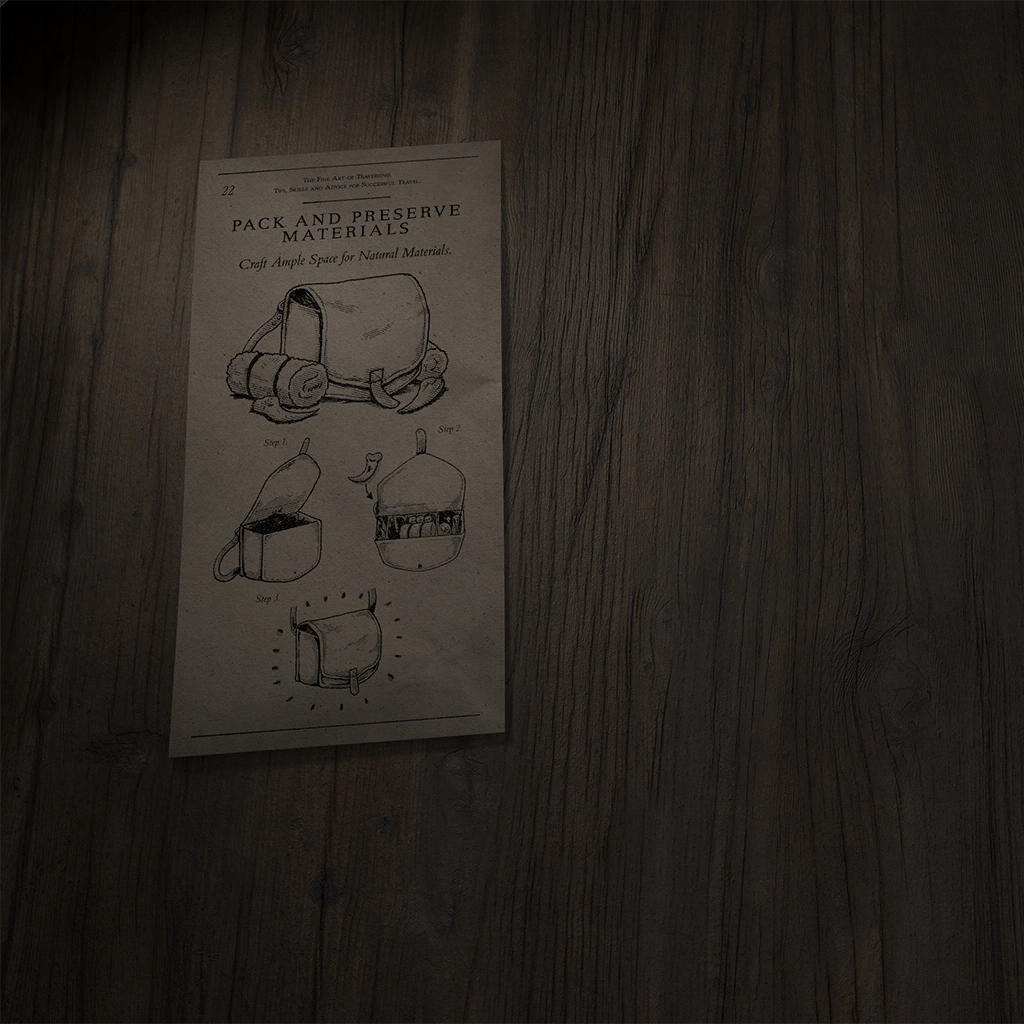 The Fine Art of Traversing.
22
Tips, Skills and Advice for Successful Travel.
PACK AND PRESERVE
MATERIALS
Craft Ample Space for Natural Materials.
Step 1.
Step 2.
Step 3.